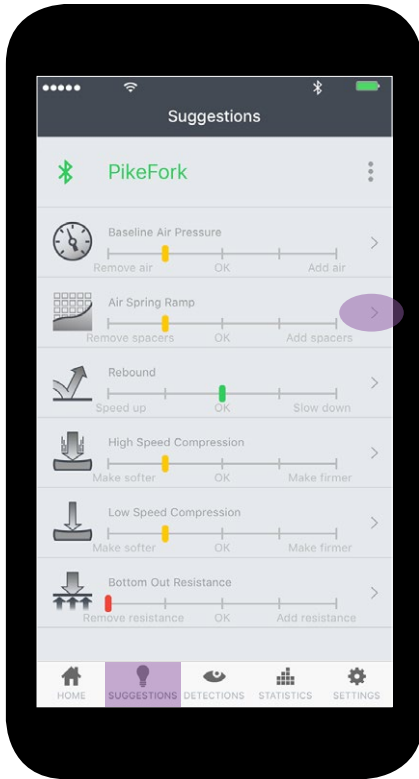 Suggestions
PikeFork
Baseline Air Pressure
Remove air OK Add air
Air Spring Ramp
Remove spacers OK Add spacers
Rebound
Speed up OK Slow down
High Speed Compression
Make softer OK Make firmer
Low Speed Compression
Make softer OK Make firmer
Bottom Out Resistance
Remove resistance OK Add resistance
HOME SUGGESTIONS DETECTIONS STATISTICS SETTINGS